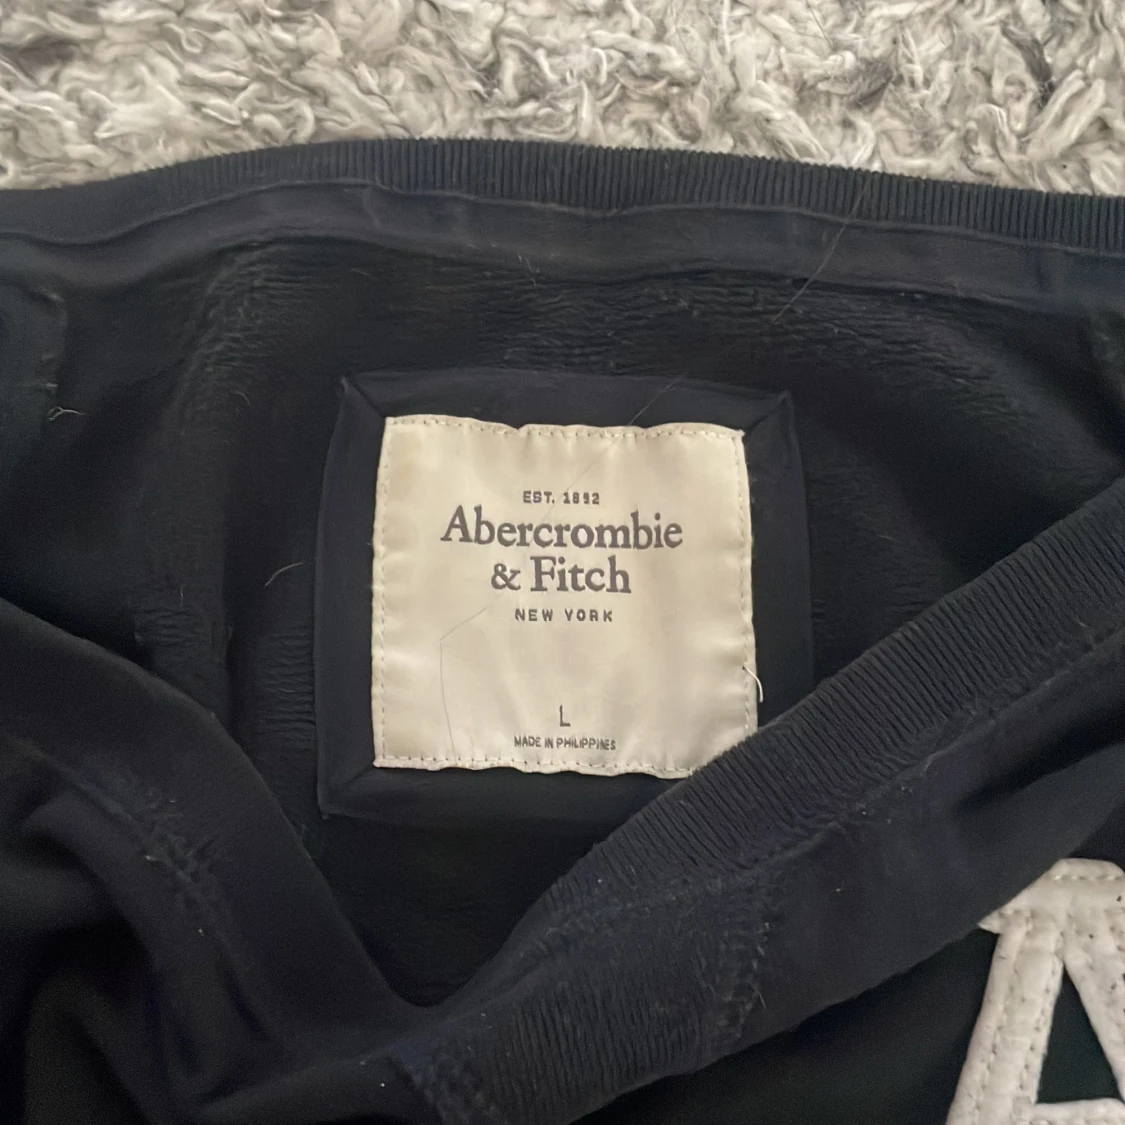 EST. 1892
Abercrombie
& Fitch
NEW YORK
L
MADE IN PHILIPPINES
A